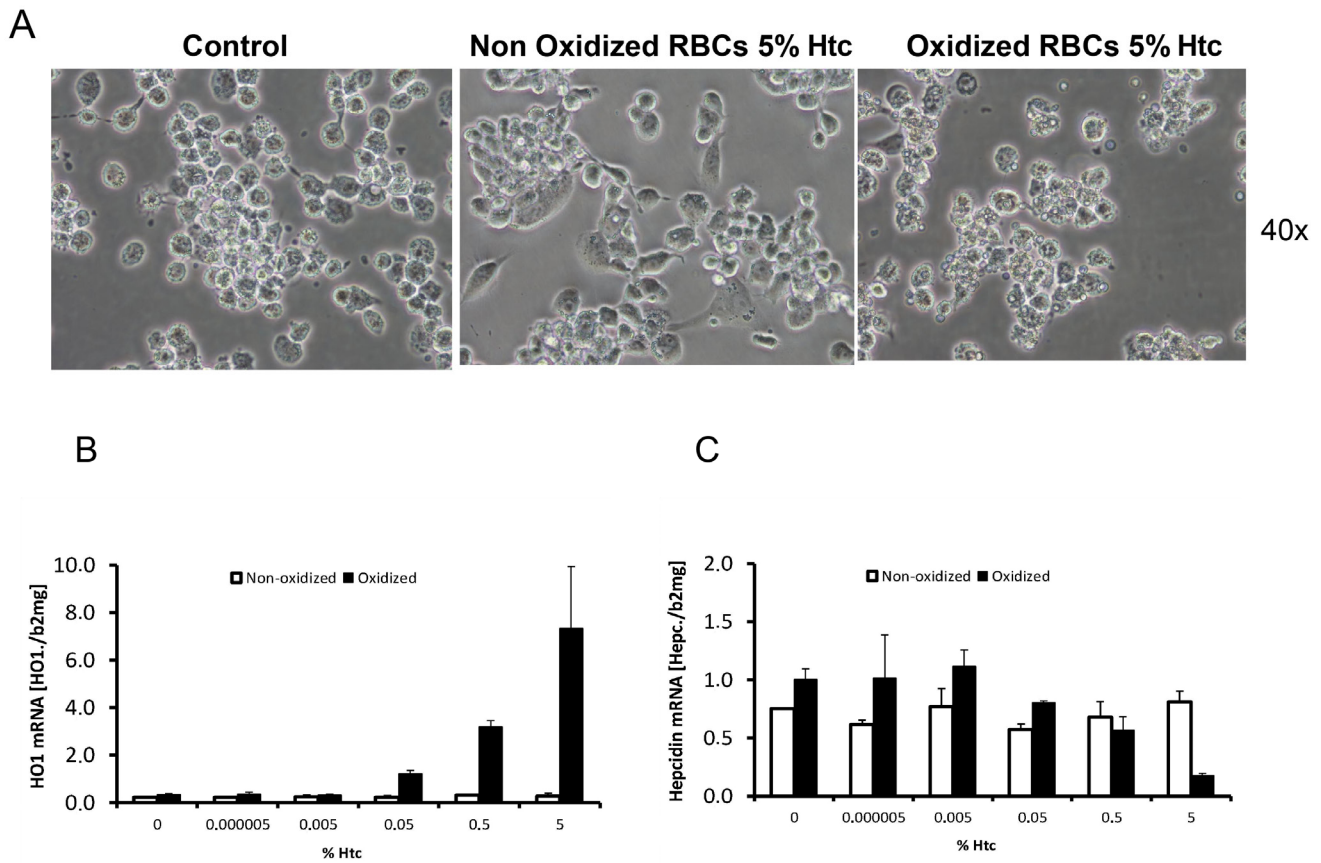 A
Control
Non Oxidized RBCs 5% Htc
Oxidized RBCs 5% Htc
40x
B
HO1 mRNA [HO1./b2mg]
10.0
8.0
6.0
4.0
2.0
0.0
Non-oxidized
Oxidized
0
0.000005
0.005
0.05
0.5
5
% Htc
C
Hepcidin mRNA [Hepc./b2mg]
2.0
1.5
1.0
0.5
0.0
Non-oxidized
Oxidized
0
0.000005
0.005
0.05
0.5
5
% Htc